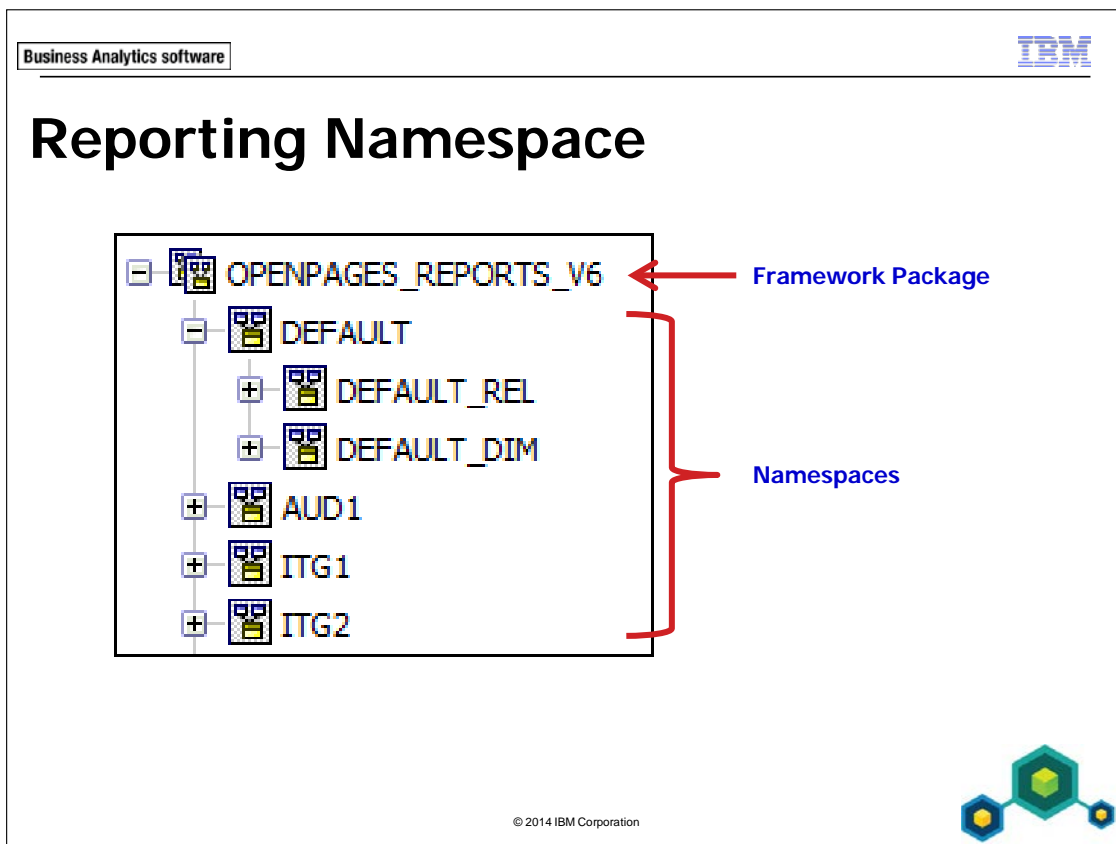 Business Analytics software
IBM
Reporting Namespace
OPENPAGES_REPORTS_V6
Framework Package
DEFAULT
DEFAULT_REL
DEFAULT_DIM
Namespaces
AUD1
ITG1
ITG2
© 2014 IBM Corporation